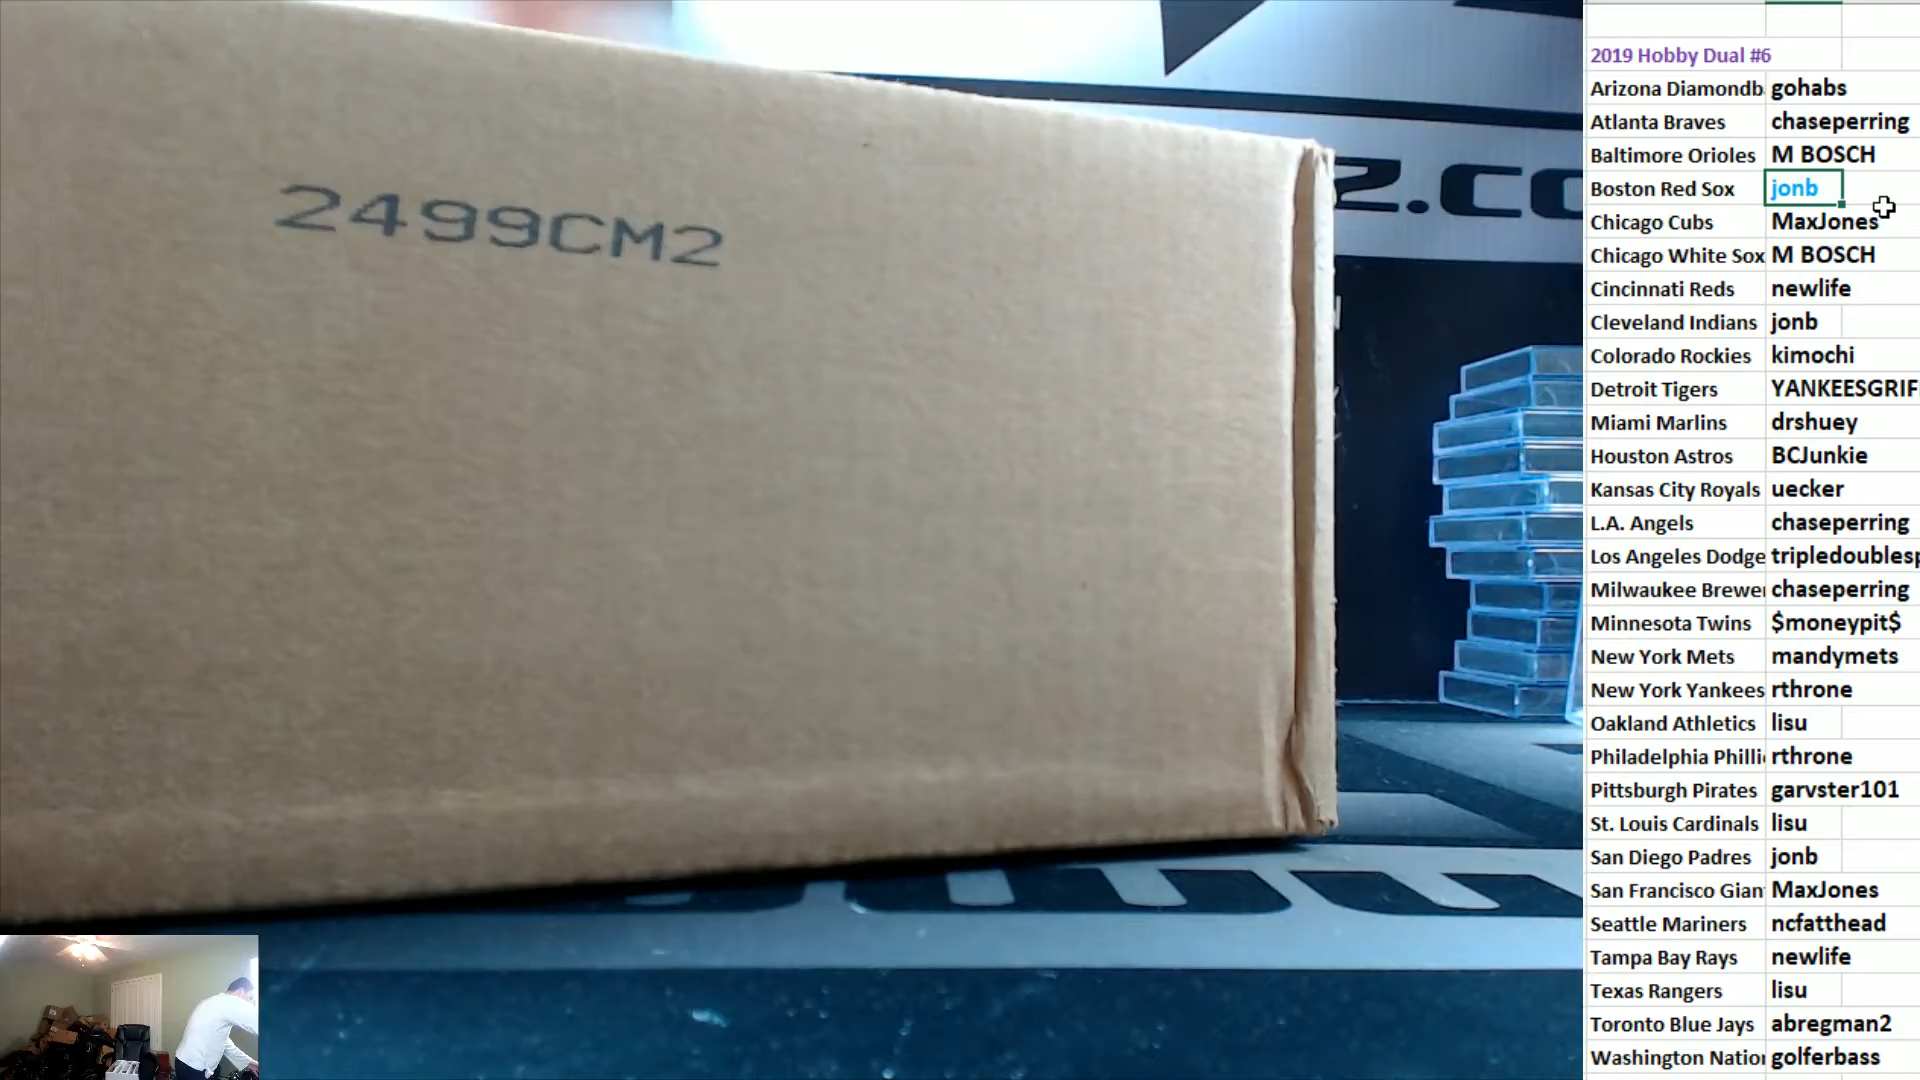 2499CM2
Z.CO
2019 Hobby Dual #6
Arizona Diamondb gohabs
Atlanta Braves chaseperring
Baltimore Orioles M BOSCH
Boston Red Sox jonb
Chicago Cubs MaxJones
Chicago White Sox M BOSCH
Cincinnati Reds newlife
Cleveland Indians jonb
Colorado Rockies kimochi
Detroit Tigers YANKEESGRIF
Miami Marlins drshuey
Houston Astros BCJunkie
Kansas City Royals uecker
L.A. Angels chaseperring
Los Angeles Dodge tripledoublesp
Milwaukee Brewer chaseperring
Minnesota Twins $moneypit$
New York Mets mandymets
New York Yankees rthrone
Oakland Athletics lisu
Philadelphia Philli rthrone
Pittsburgh Pirates garvster101
St. Louis Cardinals lisu
San Diego Padres jonb
San Francisco Gian MaxJones
Seattle Mariners ncfatthead
Tampa Bay Rays newlife
Texas Rangers lisu
Toronto Blue Jays abregman2
Washington Nation golferbass